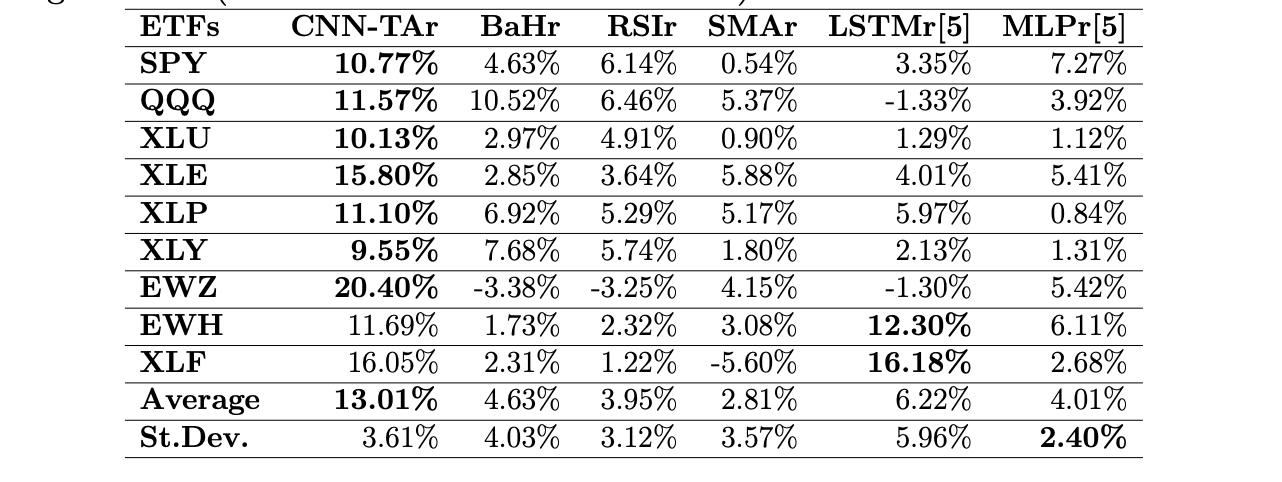 ETFs CNN-TAr BaHr RSIr SMAr LSTMr[5] MLPr[5]
SPY 10.77% 4.63% 6.14% 0.54% 3.35% 7.27%
QQQ 11.57% 10.52% 6.46% 5.37% -1.33% 3.92%
XLU 10.13% 2.97% 4.91% 0.90% 1.29% 1.12%
XLE 15.80% 2.85% 3.64% 5.88% 4.01% 5.41%
XLP 11.10% 6.92% 5.29% 5.17% 5.97% 0.84%
XLY 9.55% 7.68% 5.74% 1.80% 2.13% 1.31%
EWZ 20.40% -3.38% -3.25% 4.15% -1.30% 5.42%
EWH 11.69% 1.73% 2.32% 3.08% 12.30% 6.11%
XLF 16.05% 2.31% 1.22% -5.60% 16.18% 2.68%
Average 13.01% 4.63% 3.95% 2.81% 6.22% 4.01%
St.Dev. 3.61% 4.03% 3.12% 3.57% 5.96% 2.40%